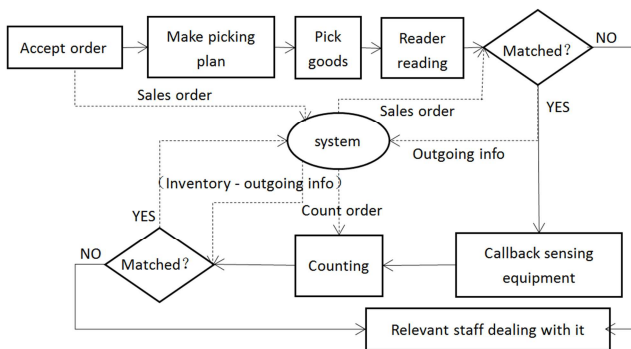 Accept order
Make picking
plan
Pick
goods
Reader
reading
Matched？
NO
Sales order
Sales order
YES
system
Outgoing info
（Inventory - outgoing info）
YES
Count order
NO
Matched？
Counting
Callback sensing
equipment
Relevant staff dealing with it